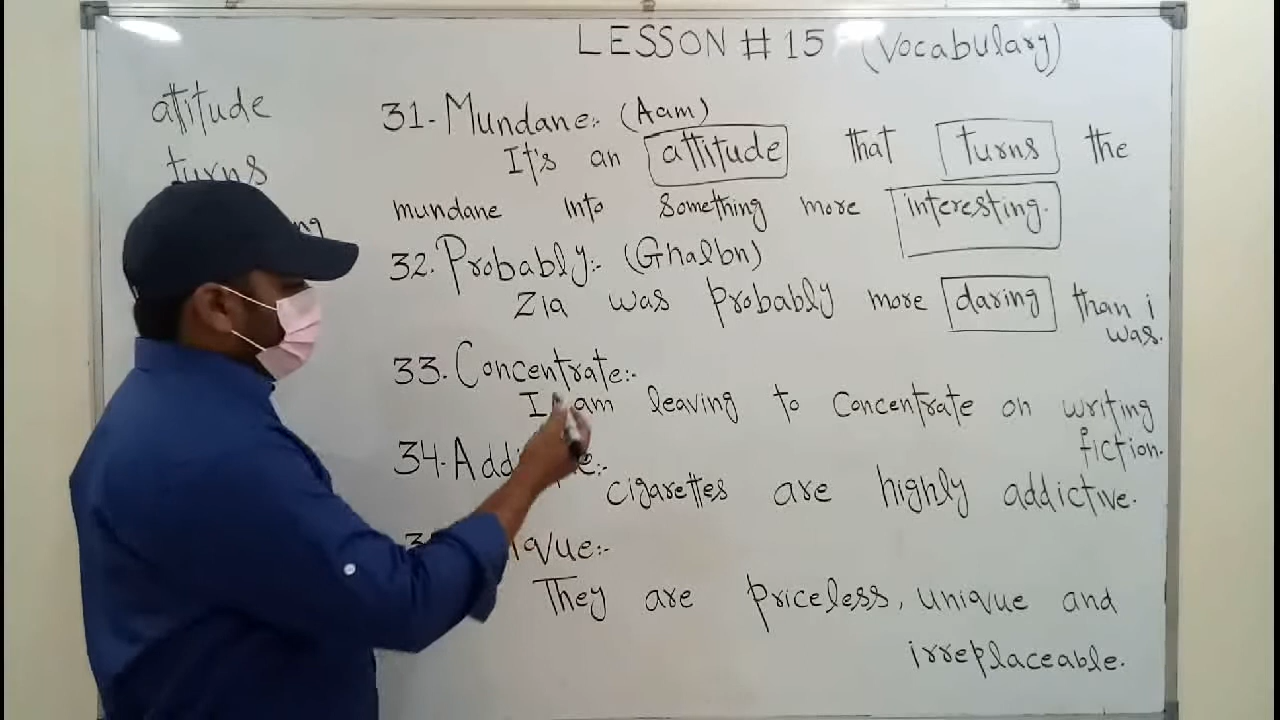 LESSON # 15 (Vocabulary)
attitude
turns
31. Mundane:- (Aam)
It's an attitude that turns the
mundane into something more interesting.
32. Probably:- (Ghalbn)
Zia was probably more daring than i
was.
33. Concentrate:-
I am leaving to concentrate on writing
fiction.
34.
cigarettes are highly addictive.
They are priceless, unique and
irreplaceable.